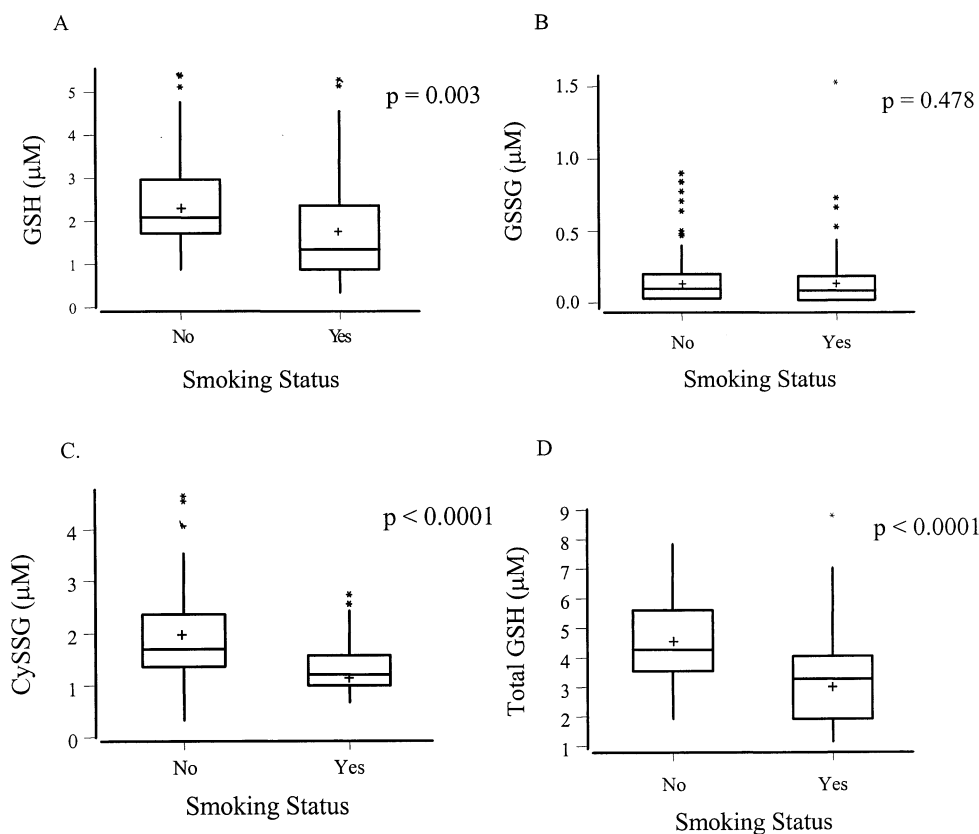 A
p = 0.003
GSH (µM)
5
4
3
2
1
0
No
Yes
Smoking Status
B
p = 0.478
GSSG (µM)
1.5
1.0
0.5
0.0
No
Yes
Smoking Status
C.
p < 0.0001
CySSG (µM)
4
3
2
1
0
No
Yes
Smoking Status
D
p < 0.0001
Total GSH (µM)
9
8
7
6
5
4
3
2
1
No
Yes
Smoking Status